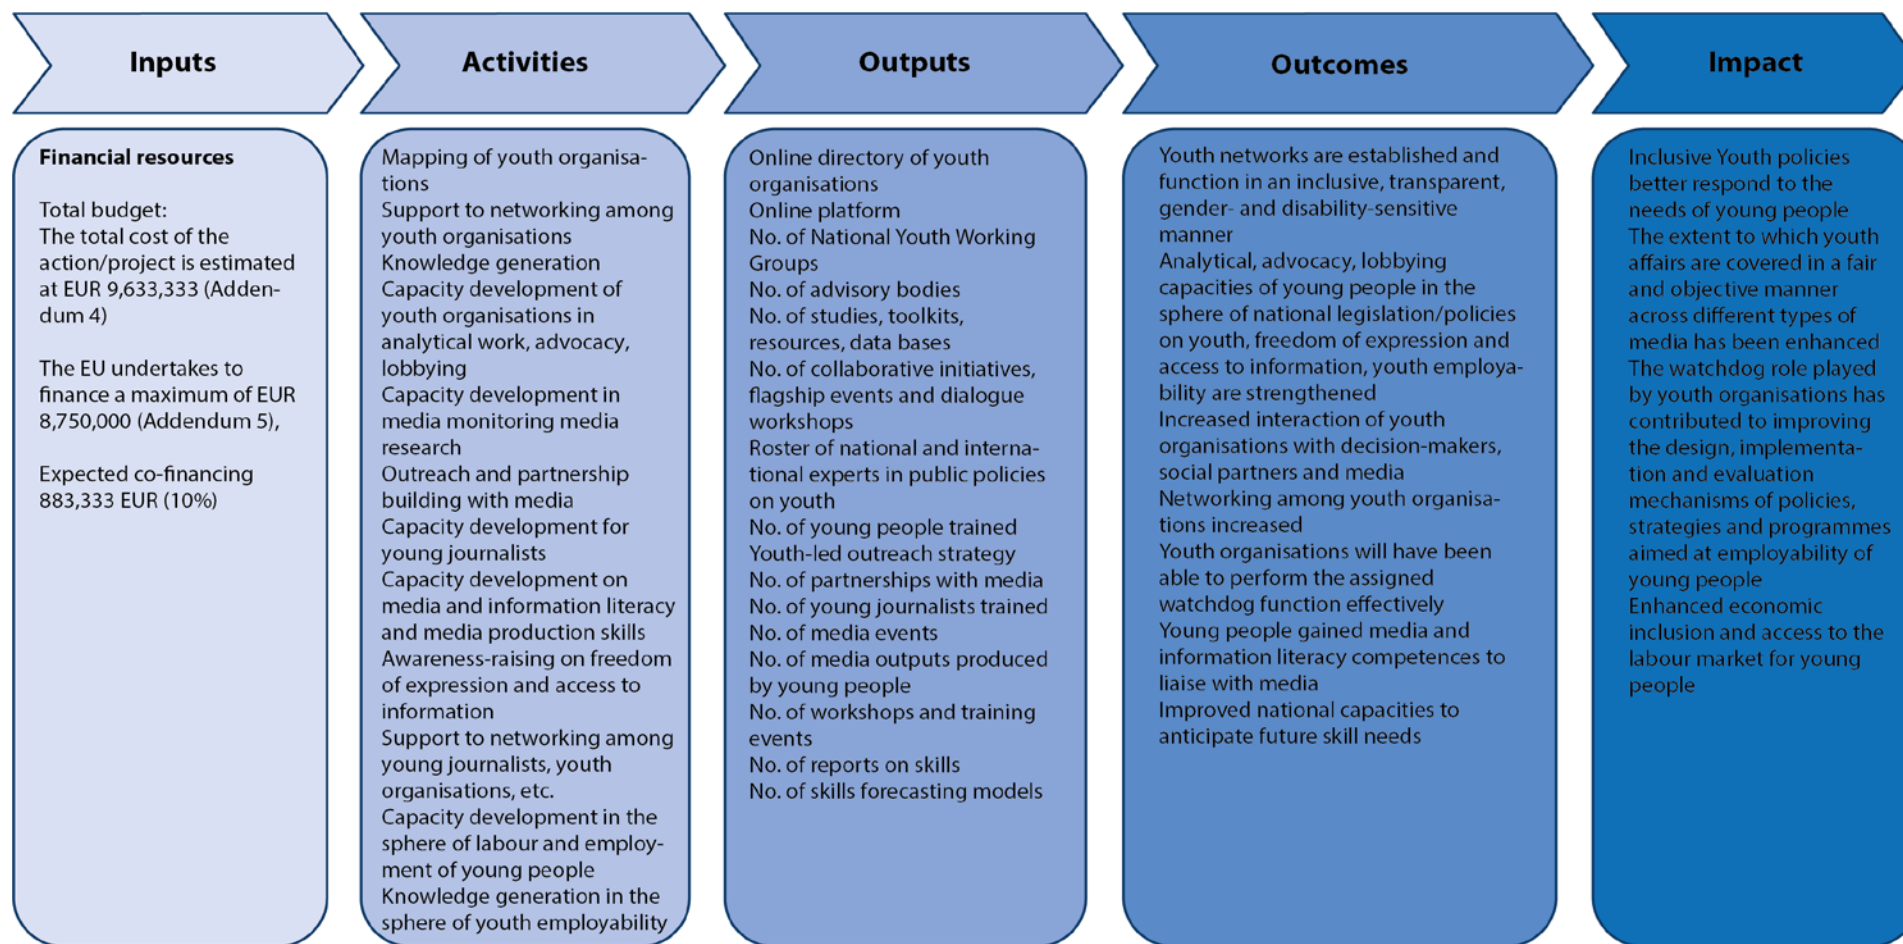 Inputs
Activities
Outputs
Outcomes
Impact
Financial resources
Total budget:
The total cost of the
action/project is estimated
at EUR 9,633,333 (Adden-
dum 4)
The EU undertakes to
finance a maximum of EUR
8,750,000 (Addendum 5),
Expected co-financing
883,333 EUR (10%)
Mapping of youth organisa-
tions
Support to networking among
youth organisations
Knowledge generation
Capacity development of
youth organisations in
analytical work, advocacy,
lobbying
Capacity development in
media monitoring media
research
Outreach and partnership
building with media
Capacity development for
young journalists
Capacity development on
media and information literacy
and media production skills
Awareness-raising on freedom
of expression and access to
information
Support to networking among
young journalists, youth
organisations, etc.
Capacity development in the
sphere of labour and employ-
ment of young people
Knowledge generation in the
sphere of youth employability
Online directory of youth
organisations
Online platform
No. of National Youth Working
Groups
No. of advisory bodies
No. of studies, toolkits,
resources, data bases
No. of collaborative initiatives,
flagship events and dialogue
workshops
Roster of national and interna-
tional experts in public policies
on youth
No. of young people trained
Youth-led outreach strategy
No. of partnerships with media
No. of young journalists trained
No. of media events
No. of media outputs produced
by young people
No. of workshops and training
events
No. of reports on skills
No. of skills forecasting models
Youth networks are established and
function in an inclusive, transparent,
gender- and disability-sensitive
manner
Analytical, advocacy, lobbying
capacities of young people in the
sphere of national legislation/policies
on youth, freedom of expression and
access to information, youth employa-
bility are strengthened
Increased interaction of youth
organisations with decision-makers,
social partners and media
Networking among youth organisa-
tions increased
Youth organisations will have been
able to perform the assigned
watchdog function effectively
Young people gained media and
information literacy competences to
liaise with media
Improved national capacities to
anticipate future skill needs
Inclusive Youth policies
better respond to the
needs of young people
The extent to which youth
affairs are covered in a fair
and objective manner
across different types of
media has been enhanced
The watchdog role played
by youth organisations has
contributed to improving
the design, implementa-
tion and evaluation
mechanisms of policies,
strategies and programmes
aimed at employability of
young people
Enhanced economic
inclusion and access to the
labour market for young
people